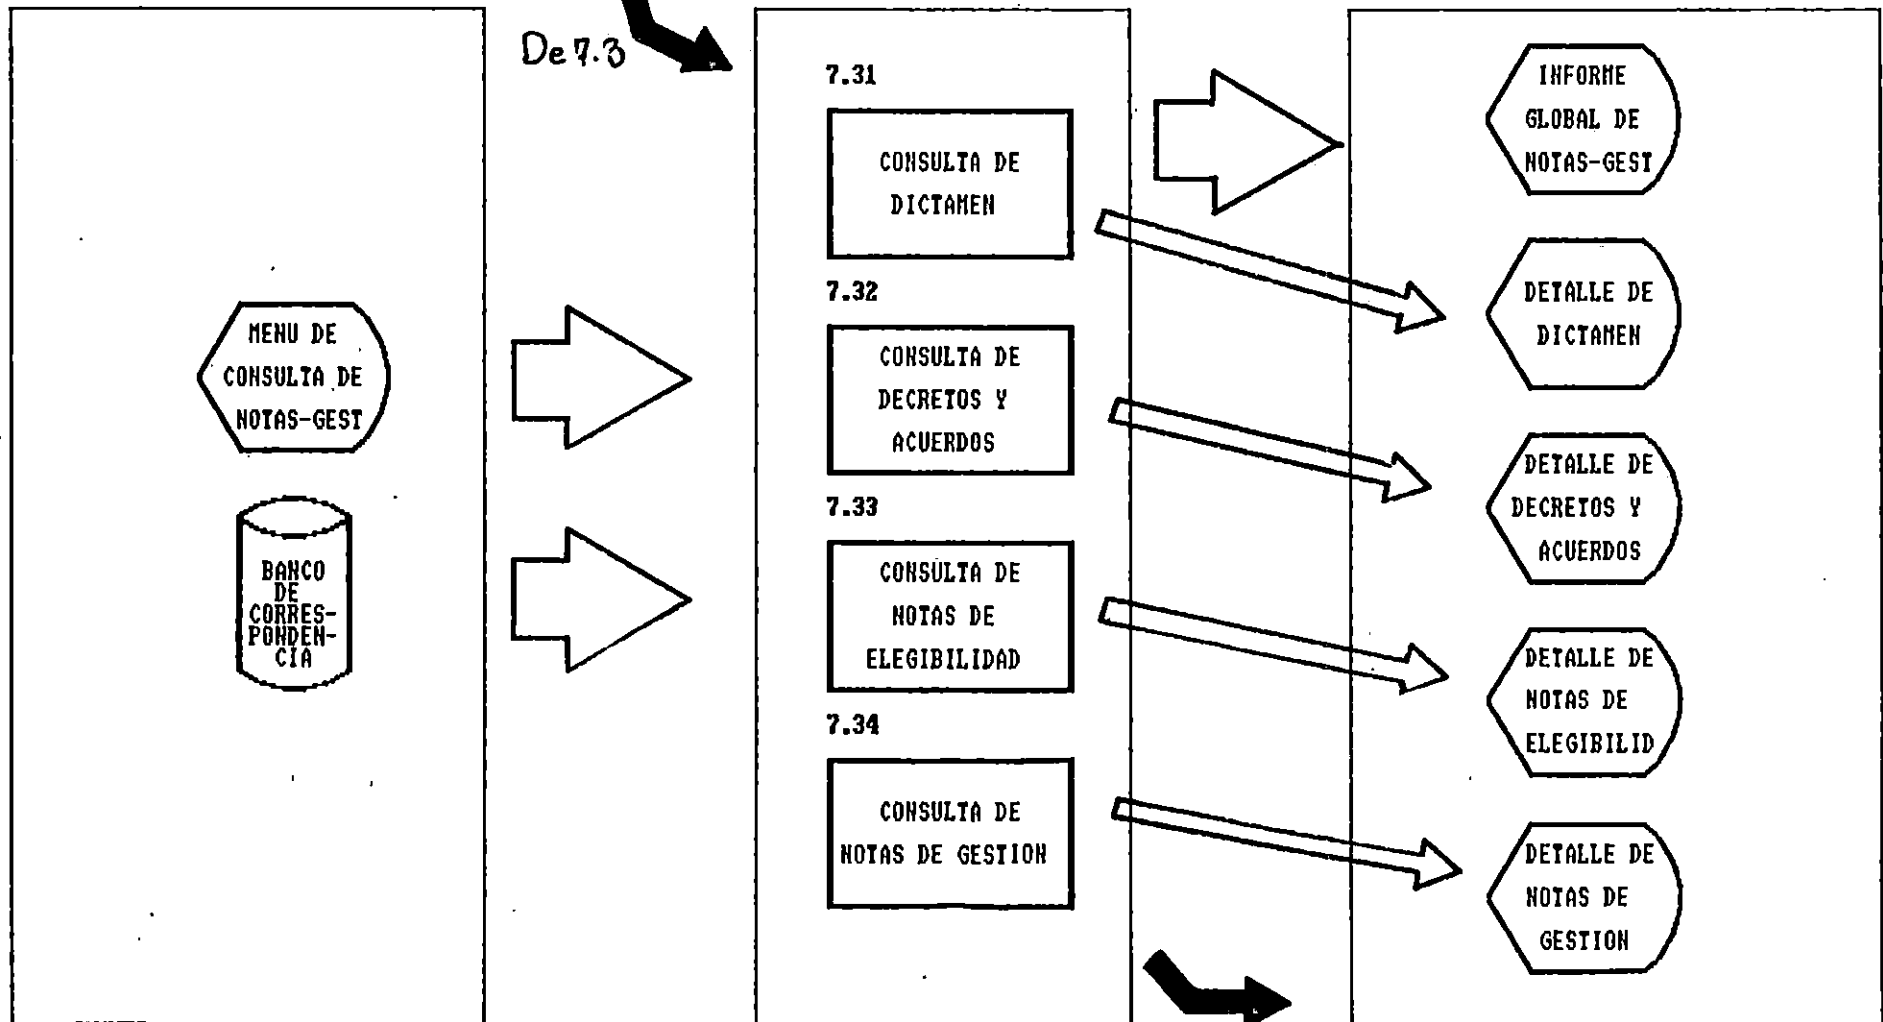 De 7.3
MENU DE
CONSULTA DE
NOTAS-GEST
BANCO
DE
CORRES-
PONDEN-
CIA
7.31
CONSULTA DE
DICTAMEN
7.32
CONSULTA DE
DECRETOS Y
ACUERDOS
7.33
CONSULTA DE
NOTAS DE
ELEGIBILIDAD
7.34
CONSULTA DE
NOTAS DE GESTION
INFORME
GLOBAL DE
NOTAS-GEST
DETALLE DE
DICTAMEN
DETALLE DE
DECRETOS Y
ACUERDOS
DETALLE DE
NOTAS DE
ELEGIBILID
DETALLE DE
NOTAS DE
GESTION